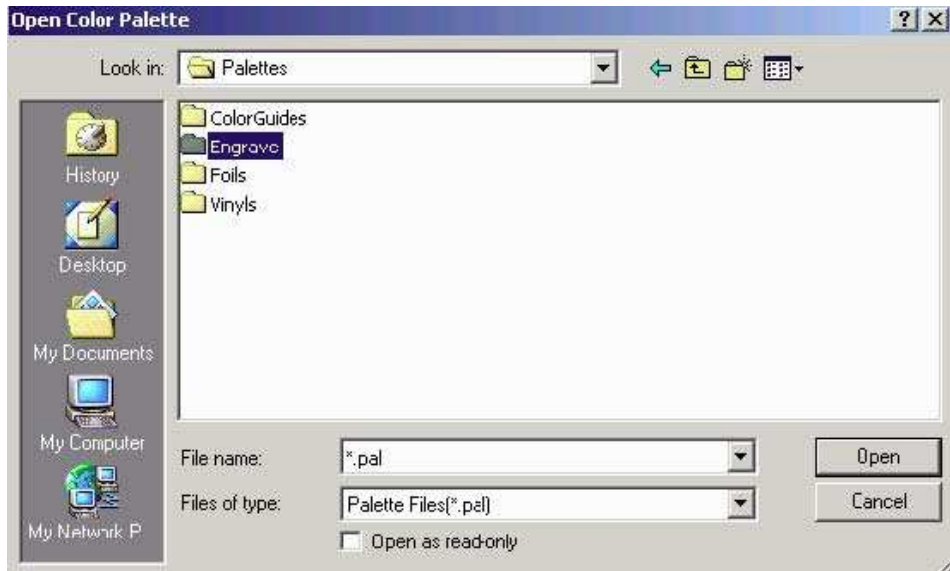 Open Color Palette
Look in: Palettes
ColorGuides
Engrave
Foils
Vinyls
History
Desktop
My Documents
My Computer
My Network P
File name: *.pal Open
Files of type: Palette Files(*.pal) Cancel
Open as read-only